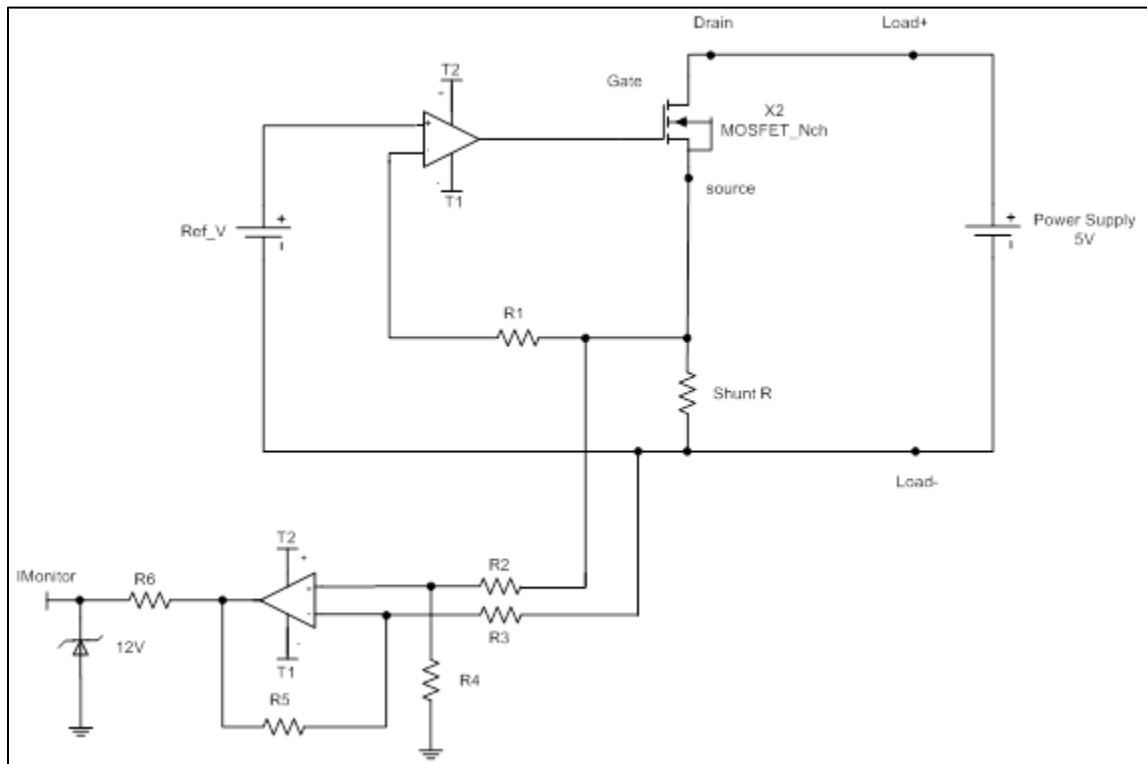 Drain
Load+
T2
+
Gate
X2
MOSFET_Nch
+
-
-
T1
source
Ref_V
+
Power Supply
5V
+
R1
Shunt R
Load-
T2
+
IMonitor
R6
R2
+
-
R3
12V
-
T1
R4
R5